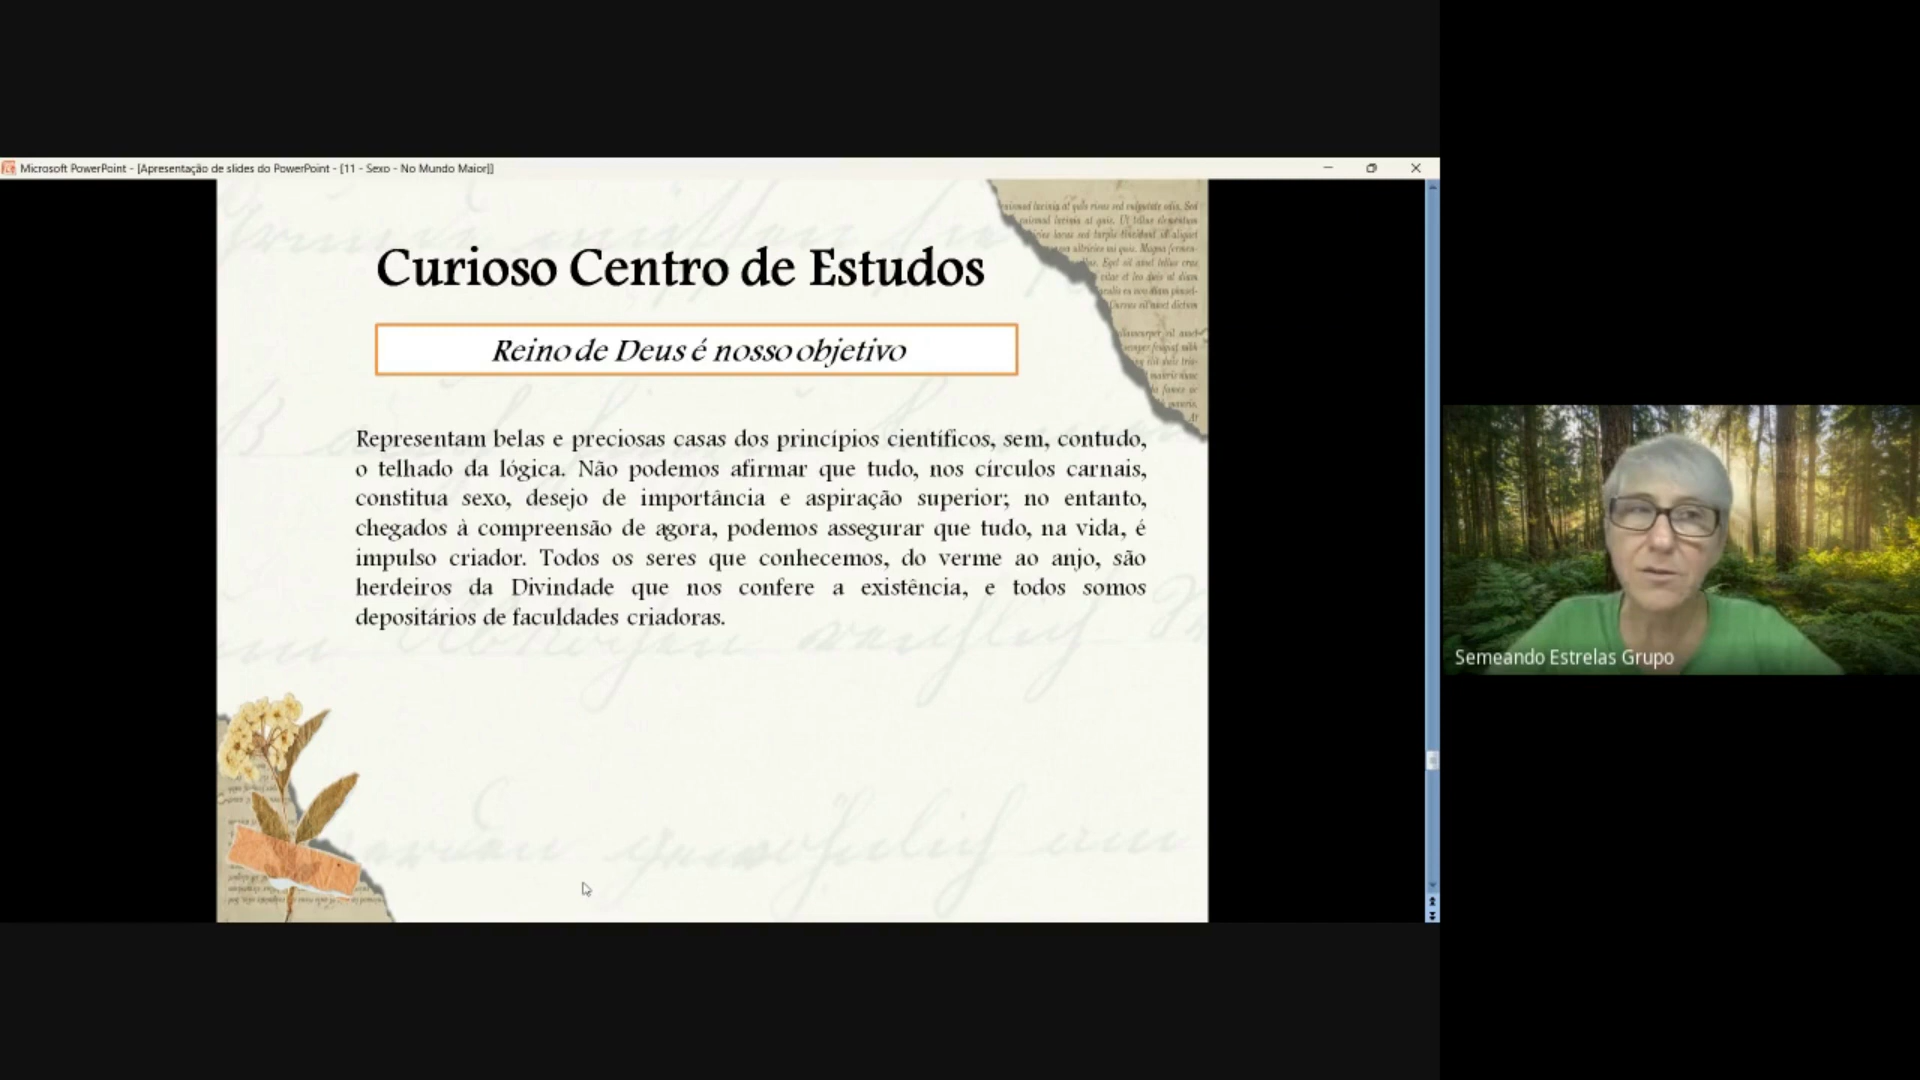 Microsoft PowerPoint - [Apresentação de slides do PowerPoint - [11 - Sexo - No Mundo Maior]]
Curioso Centro de Estudos
Reino de Deus é nosso objetivo
Representam belas e preciosas casas dos princípios científicos, sem, contudo,
o telhado da lógica. Não podemos afirmar que tudo, nos círculos carnais,
constitua sexo, desejo de importância e aspiração superior; no entanto,
chegados à compreensão de agora, podemos assegurar que tudo, na vida, é
impulso criador. Todos os seres que conhecemos, do verme ao anjo, são
herdeiros da Divindade que nos confere a existência, e todos somos
depositários de faculdades criadoras.
Semeando Estrelas Grupo